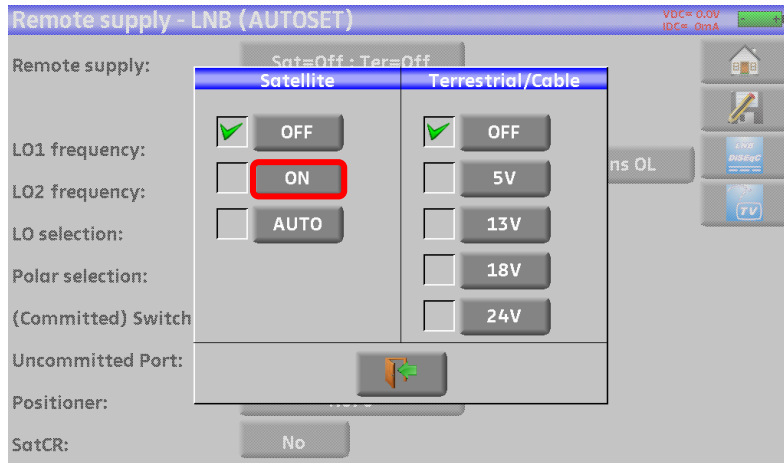 Remote supply - LNB (AUTOSET)
VDC= 0.0V
IDC= 0mA
Remote supply:
Sat=Off : Ter=Off
Satellite
Terrestrial/Cable
OFF
OFF
LO1 frequency:
ns OL
LNB
DiSEqC
ON
5V
LO2 frequency:
TV
AUTO
13V
LO selection:
18V
Polar selection:
(Committed) Switch
24V
Uncommitted Port:
Positioner:
SatCR:
No